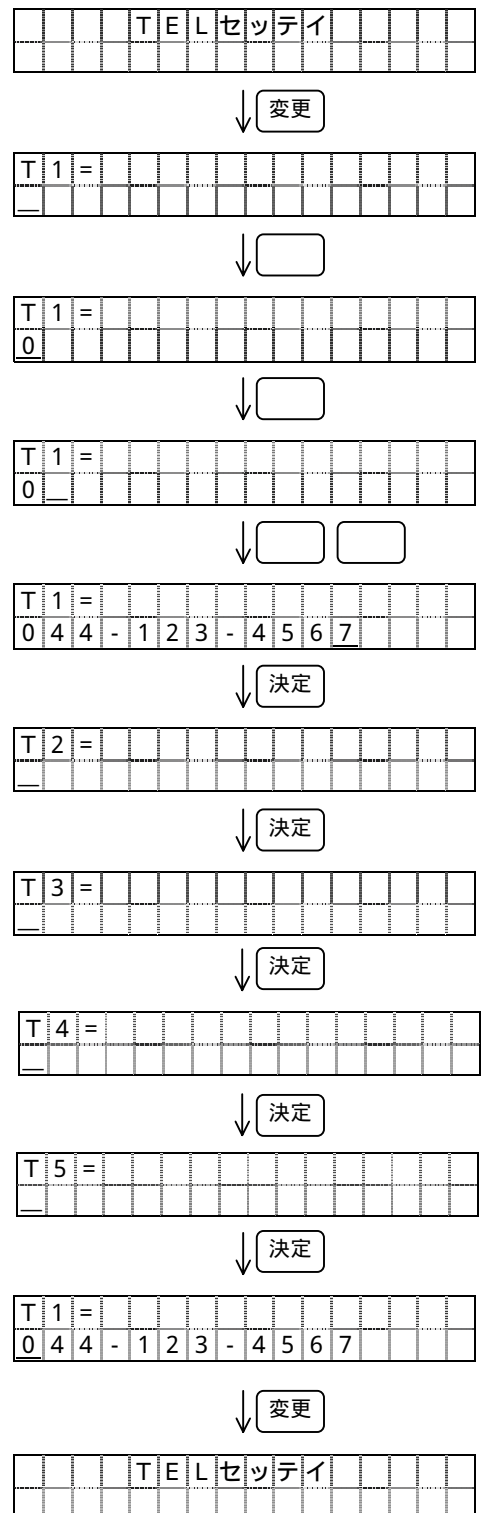 TELセッテイ
変更
T1=
_
T1=
0
T1=
0_
T1=
044-123-4567
決定
T2=
_
決定
T3=
_
決定
T4=
_
決定
T5=
_
決定
T1=
044-123-4567
変更
TELセッテイ